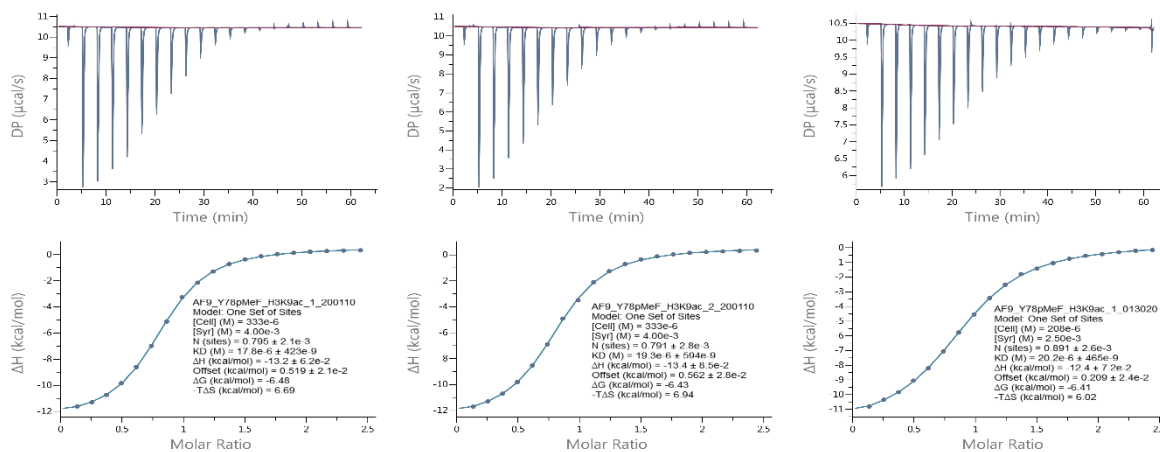 11
10
9
8
7
6
5
4
3
DP (µcal/s)
0 10 20 30 40 50 60
Time (min)
11
10
9
8
7
6
5
4
3
2
DP (µcal/s)
0 10 20 30 40 50 60
Time (min)
10.5
10
9.5
9
8.5
8
7.5
7
6.5
6
DP (µcal/s)
0 10 20 30 40 50 60
Time (min)
0
-2
-4
-6
-8
-10
-12
ΔH (kcal/mol)
AF9_Y78pMeF_H3K9ac_1_200110
Model: One Set of Sites
[Cell] (M) = 333e-6
[Syr] (M) = 4.00e-3
N (sites) = 0.795 ± 2.1e-3
KD (M) = 17.8e-6 ± 423e-9
ΔH (kcal/mol) = -13.2 ± 6.2e-2
Offset (kcal/mol) = 0.519 ± 2.1e-2
ΔG (kcal/mol) = -6.48
-TΔS (kcal/mol) = 6.69
0 0.5 1 1.5 2 2.5
Molar Ratio
0
-2
-4
-6
-8
-10
-12
ΔH (kcal/mol)
AF9_Y78pMeF_H3K9ac_2_200110
Model: One Set of Sites
[Cell] (M) = 333e-6
[Syr] (M) = 4.00e-3
N (sites) = 0.791 ± 2.8e-3
KD (M) = 19.3e-6 ± 594e-9
ΔH (kcal/mol) = -13.4 ± 8.5e-2
Offset (kcal/mol) = 0.562 ± 2.8e-2
ΔG (kcal/mol) = -6.43
-TΔS (kcal/mol) = 6.94
0 0.5 1 1.5 2 2.5
Molar Ratio
0
-1
-2
-3
-4
-5
-6
-7
-8
-9
-10
-11
ΔH (kcal/mol)
AF9_Y78pMeF_H3K9ac_1_013020
Model: One Set of Sites
[Cell] (M) = 208e-6
[Syr] (M) = 2.50e-3
N (sites) = 0.891 ± 2.6e-3
KD (M) = 20.2e-6 ± 465e-9
ΔH (kcal/mol) = -12.4 ± 7.2e-2
Offset (kcal/mol) = 0.209 ± 2.4e-2
ΔG (kcal/mol) = -6.41
-TΔS (kcal/mol) = 6.02
0 0.5 1 1.5 2 2.5
Molar Ratio